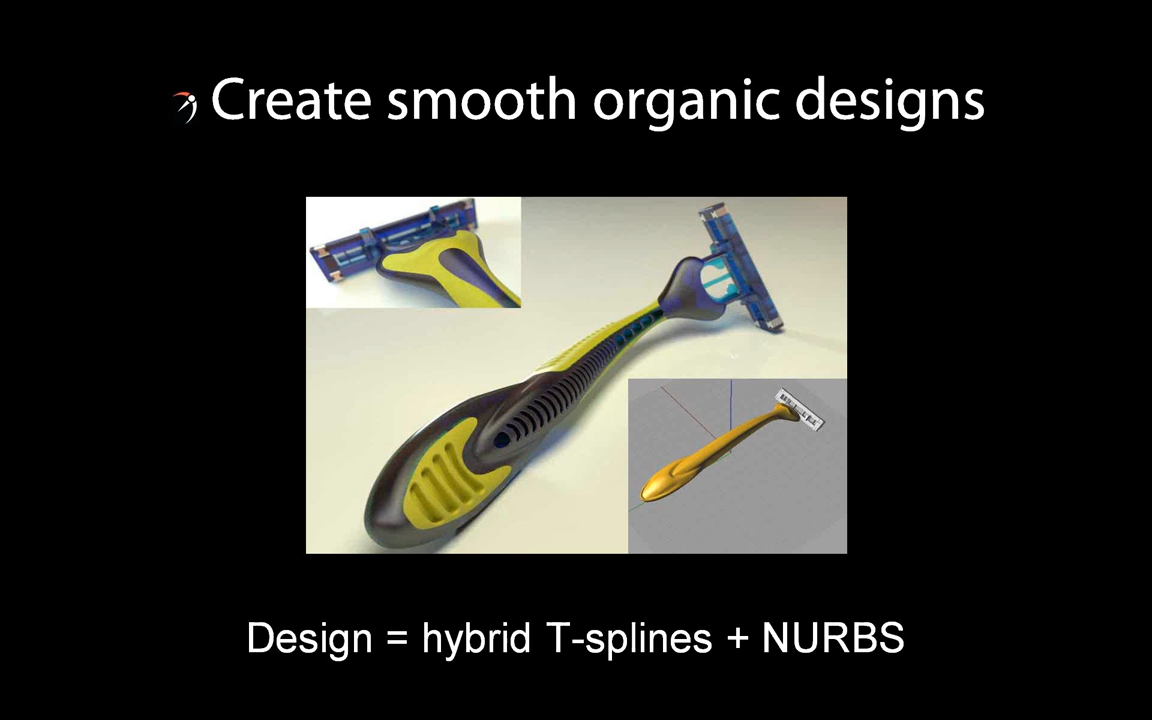 Create smooth organic designs
Design = hybrid T-splines + NURBS